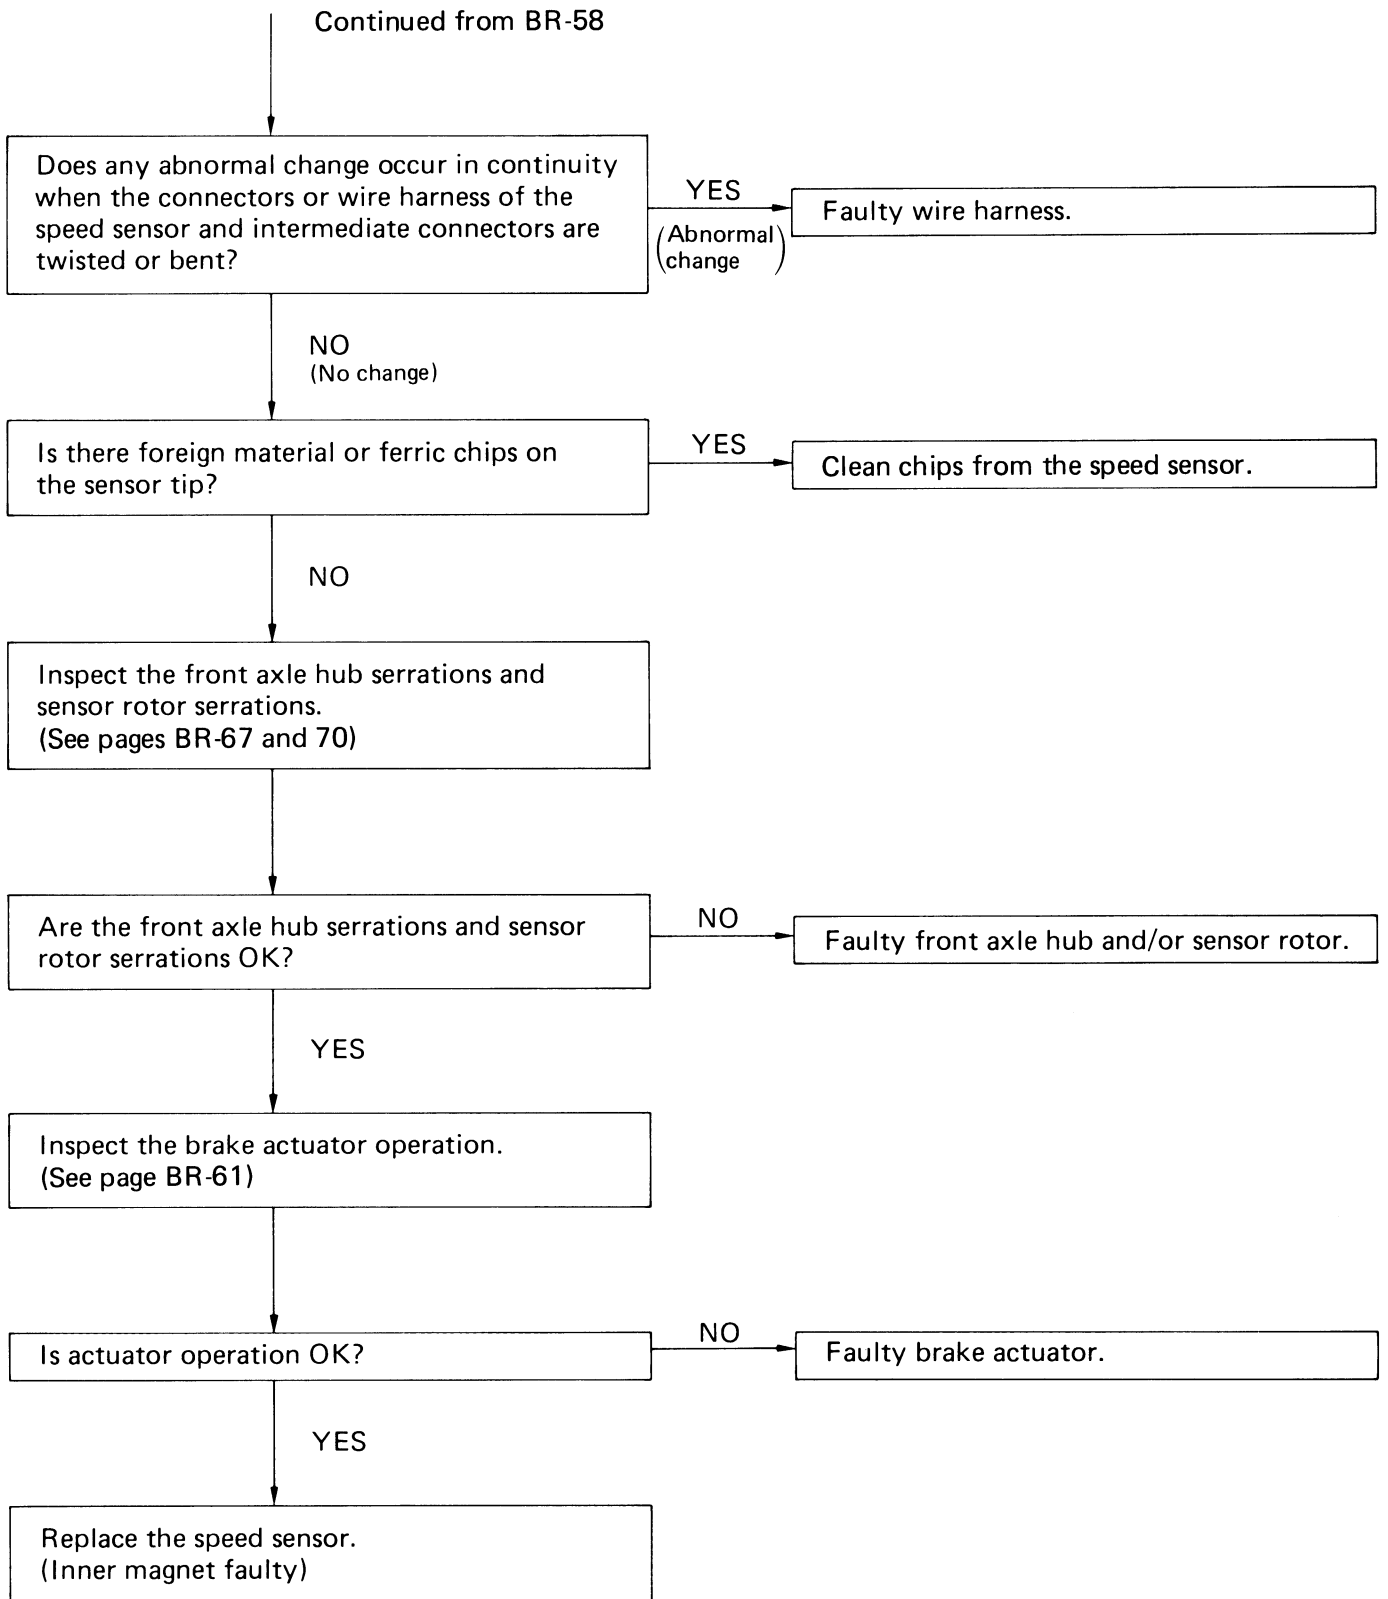 Continued from BR-58
Does any abnormal change occur in continuity
when the connectors or wire harness of the
speed sensor and intermediate connectors are
twisted or bent?
YES
(Abnormal
change)
Faulty wire harness.
NO
(No change)
Is there foreign material or ferric chips on
the sensor tip?
YES
Clean chips from the speed sensor.
NO
Inspect the front axle hub serrations and
sensor rotor serrations.
(See pages BR-67 and 70)
Are the front axle hub serrations and sensor
rotor serrations OK?
NO
Faulty front axle hub and/or sensor rotor.
YES
Inspect the brake actuator operation.
(See page BR-61)
Is actuator operation OK?
NO
Faulty brake actuator.
YES
Replace the speed sensor.
(Inner magnet faulty)